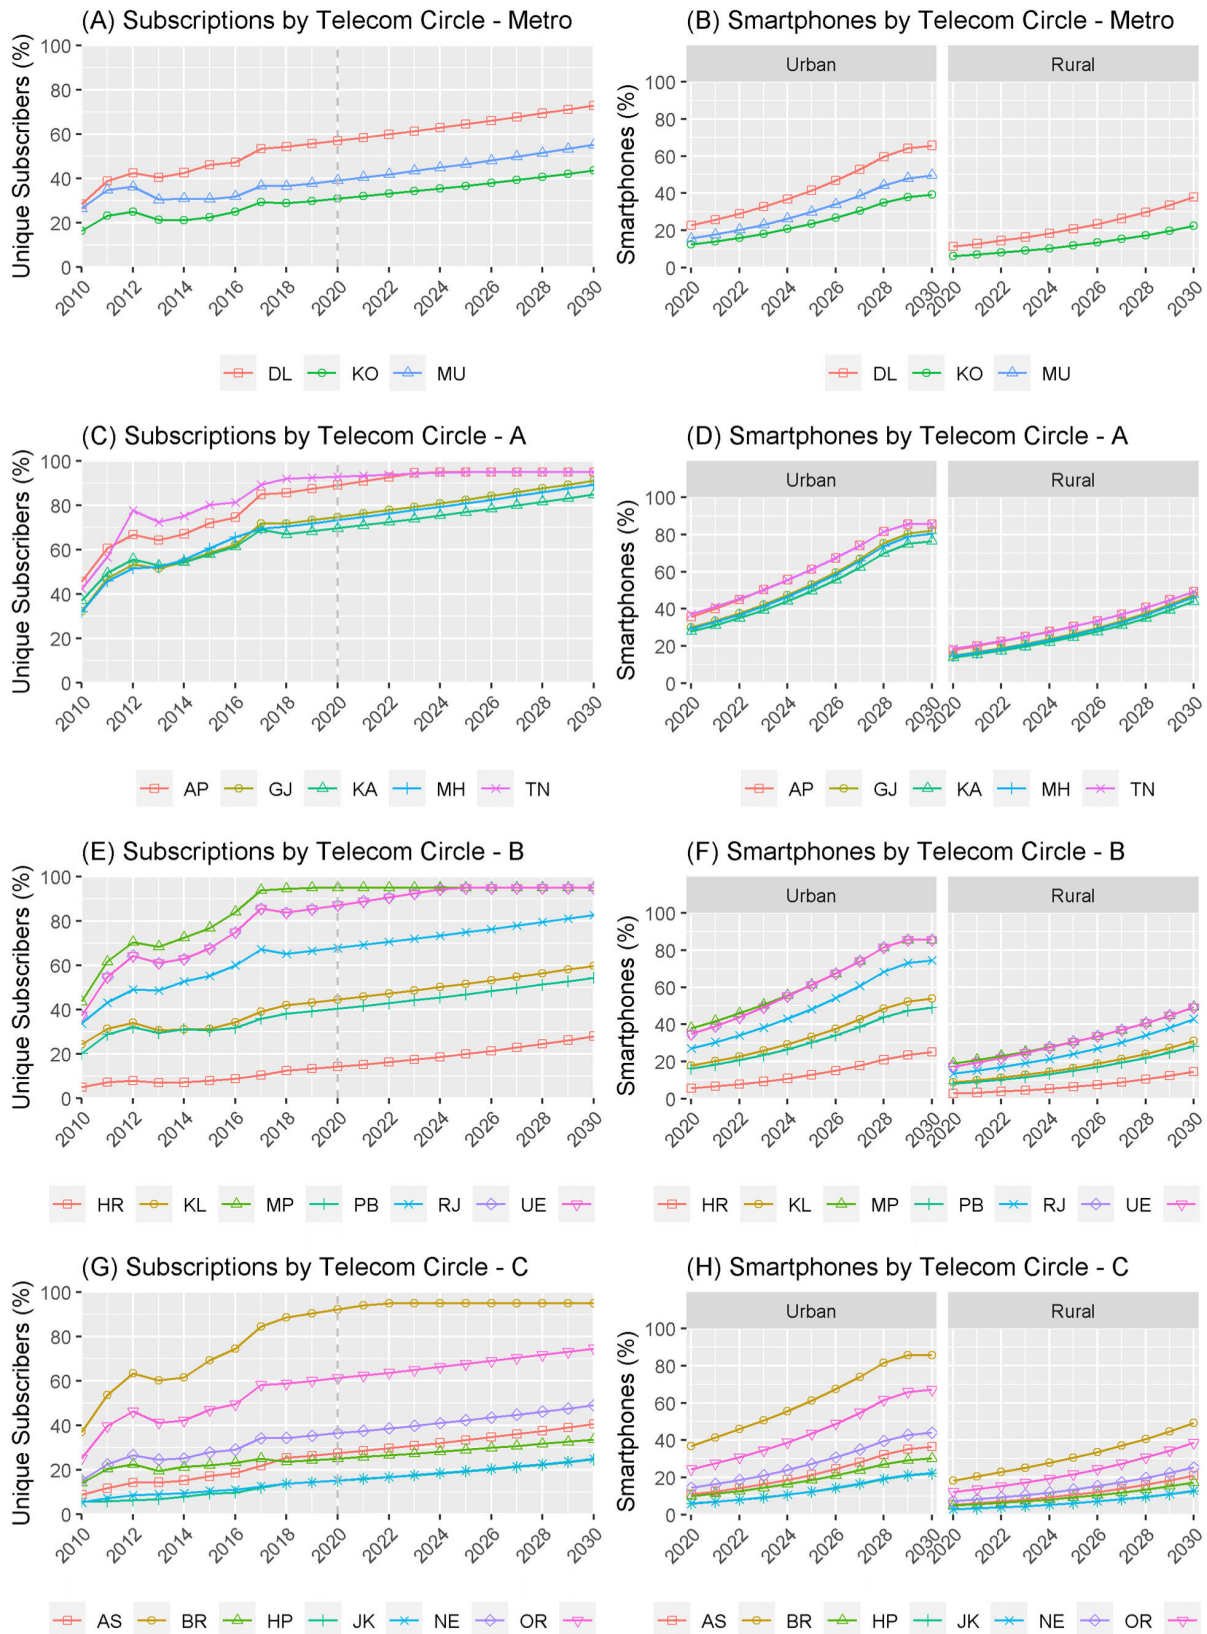 (A) Subscriptions by Telecom Circle - Metro
Unique Subscribers (%)
100
80
60
40
20
0
2010 2012 2014 2016 2018 2020 2022 2024 2026 2028 2030
DL KO MU
(B) Smartphones by Telecom Circle - Metro
Smartphones (%)
Urban Rural
100
80
60
40
20
0
2020 2022 2024 2026 2028 2030 2020 2022 2024 2026 2028 2030
DL KO MU
(C) Subscriptions by Telecom Circle - A
Unique Subscribers (%)
100
80
60
40
20
0
2010 2012 2014 2016 2018 2020 2022 2024 2026 2028 2030
AP GJ KA MH TN
(D) Smartphones by Telecom Circle - A
Smartphones (%)
Urban Rural
100
80
60
40
20
0
2020 2022 2024 2026 2028 2030 2020 2022 2024 2026 2028 2030
AP GJ KA MH TN
(E) Subscriptions by Telecom Circle - B
Unique Subscribers (%)
100
80
60
40
20
0
2010 2012 2014 2016 2018 2020 2022 2024 2026 2028 2030
HR KL MP PB RJ UE
(F) Smartphones by Telecom Circle - B
Smartphones (%)
Urban Rural
100
80
60
40
20
0
2020 2022 2024 2026 2028 2030 2020 2022 2024 2026 2028 2030
HR KL MP PB RJ UE
(G) Subscriptions by Telecom Circle - C
Unique Subscribers (%)
100
80
60
40
20
0
2010 2012 2014 2016 2018 2020 2022 2024 2026 2028 2030
AS BR HP JK NE OR
(H) Smartphones by Telecom Circle - C
Smartphones (%)
Urban Rural
100
80
60
40
20
0
2020 2022 2024 2026 2028 2030 2020 2022 2024 2026 2028 2030
AS BR HP JK NE OR